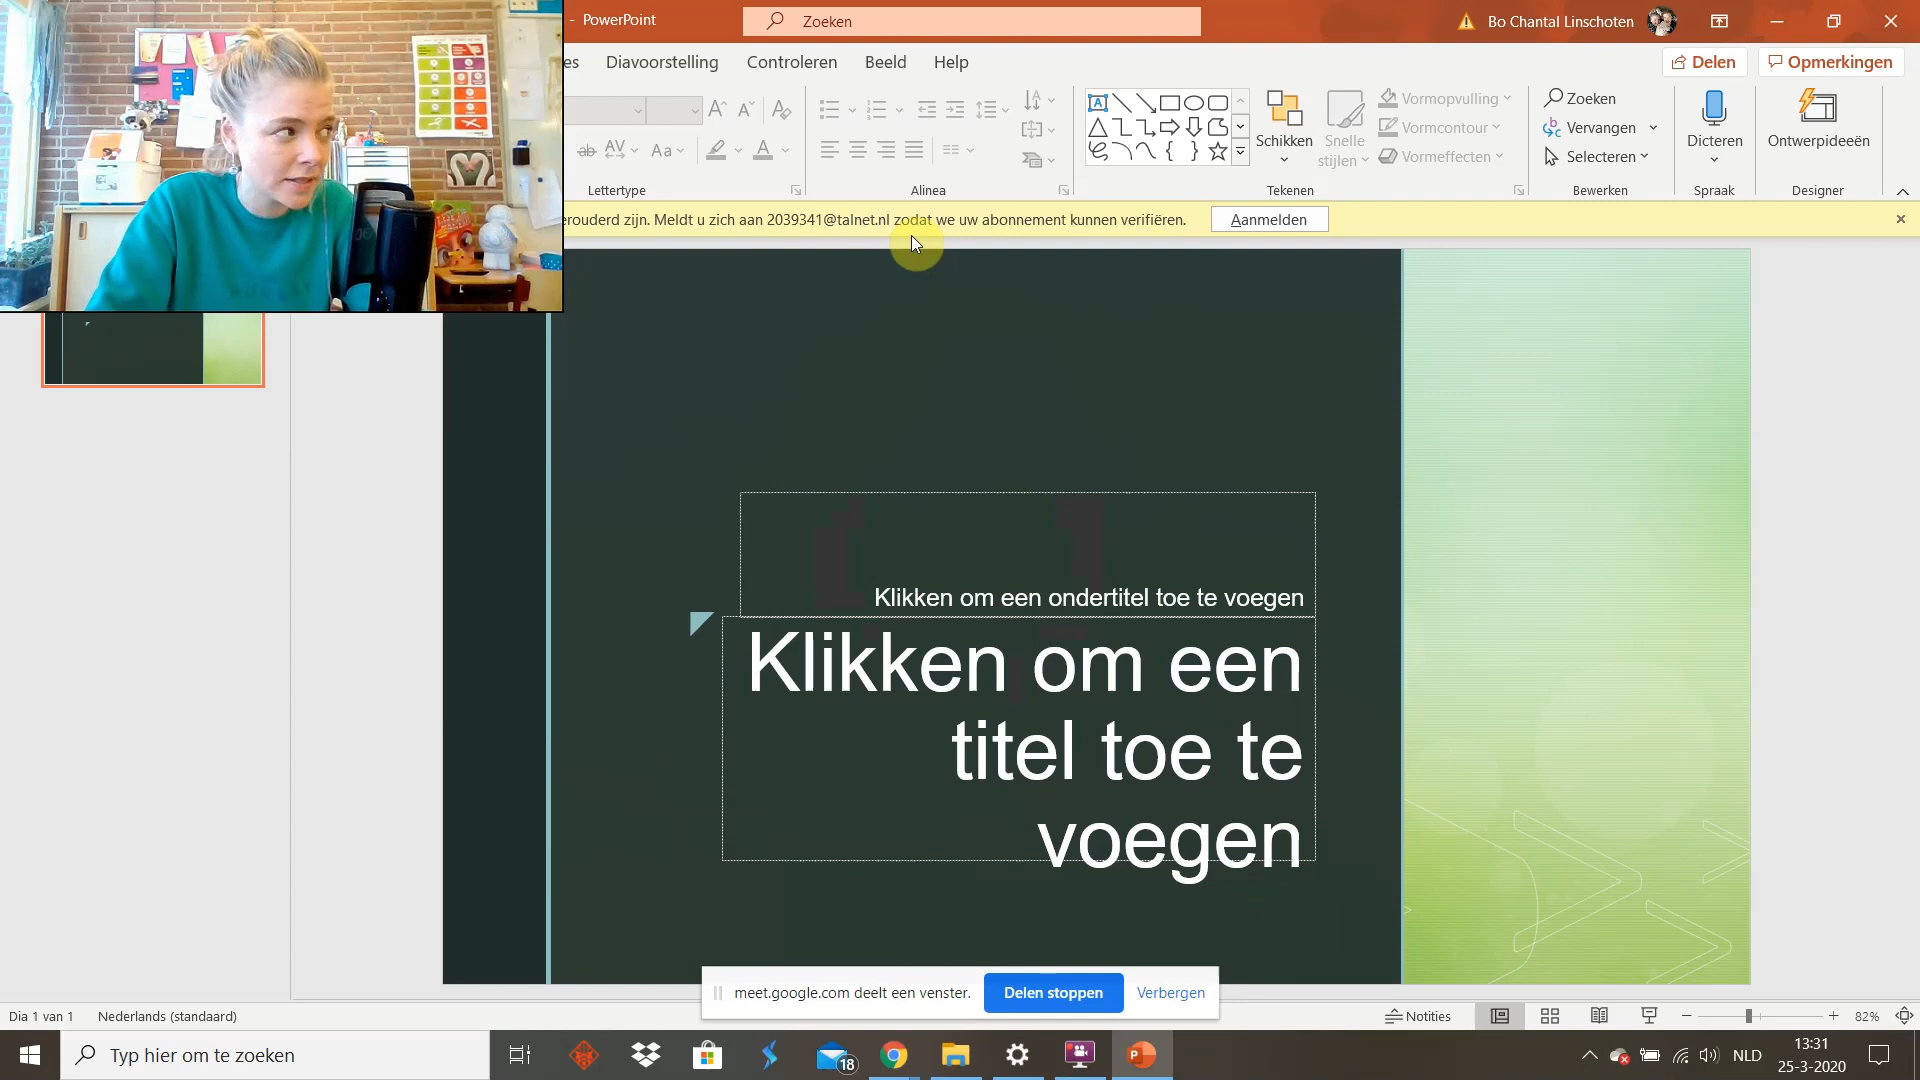 - PowerPoint
Zoeken
Bo Chantal Linschoten
es Diavoorstelling Controleren Beeld Help
Delen
Opmerkingen
Schikken
Snelle
stijlen
Vormopvulling
Vormcontour
Vormeffecten
Zoeken
Vervangen
Selecteren
Dicteren
Ontwerpideeën
Lettertype
Alinea
Tekenen
Bewerken
Spraak
Designer
erouderd zijn. Meldt u zich aan 2039341@talnet.nl zodat we uw abonnement kunnen verifiëren.
Aanmelden
Klikken om een ondertitel toe te voegen
Klikken om een
titel toe te
voegen
meet.google.com deelt een venster.
Delen stoppen
Verbergen
Dia 1 van 1
Nederlands (standaard)
Notities
82%
Typ hier om te zoeken
18
NLD
13:31
25-3-2020